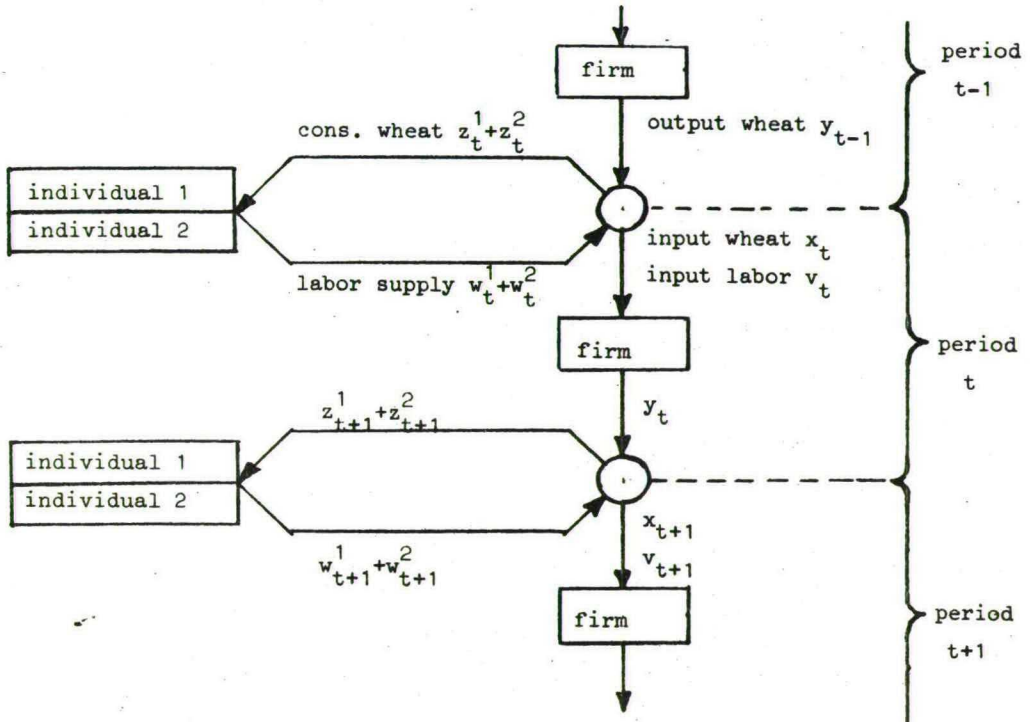 firm
period
t-1
output wheat y_{t-1}
cons. wheat z_t^1+z_t^2
individual 1
individual 2
labor supply w_t^1+w_t^2
input wheat x_t
input labor v_t
firm
period
t
y_t
z_{t+1}^1+z_{t+1}^2
individual 1
individual 2
w_{t+1}^1+w_{t+1}^2
x_{t+1}
v_{t+1}
firm
period
t+1